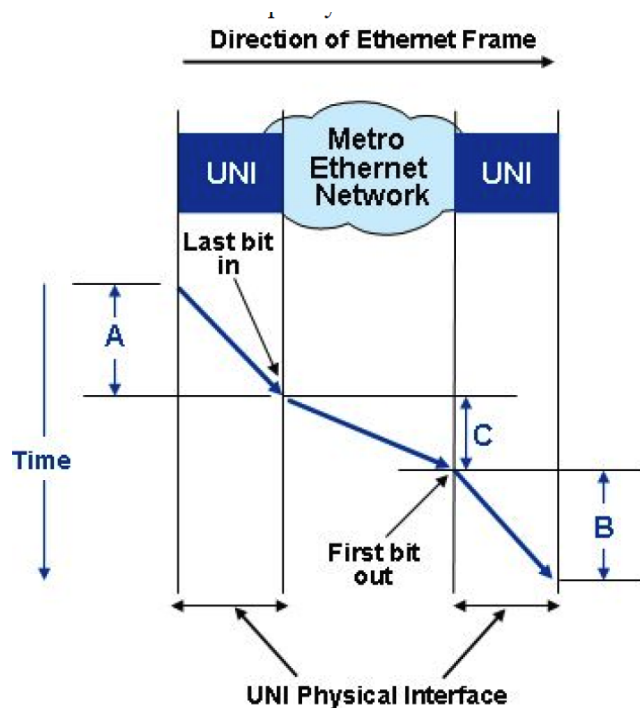 Direction of Ethernet Frame
UNI
Metro
Ethernet
Network
UNI
Last bit
in
A
C
Time
B
First bit
out
UNI Physical Interface